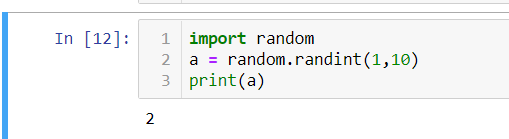 In [12]:
1 import random
2 a = random.randint(1,10)
3 print(a)
2